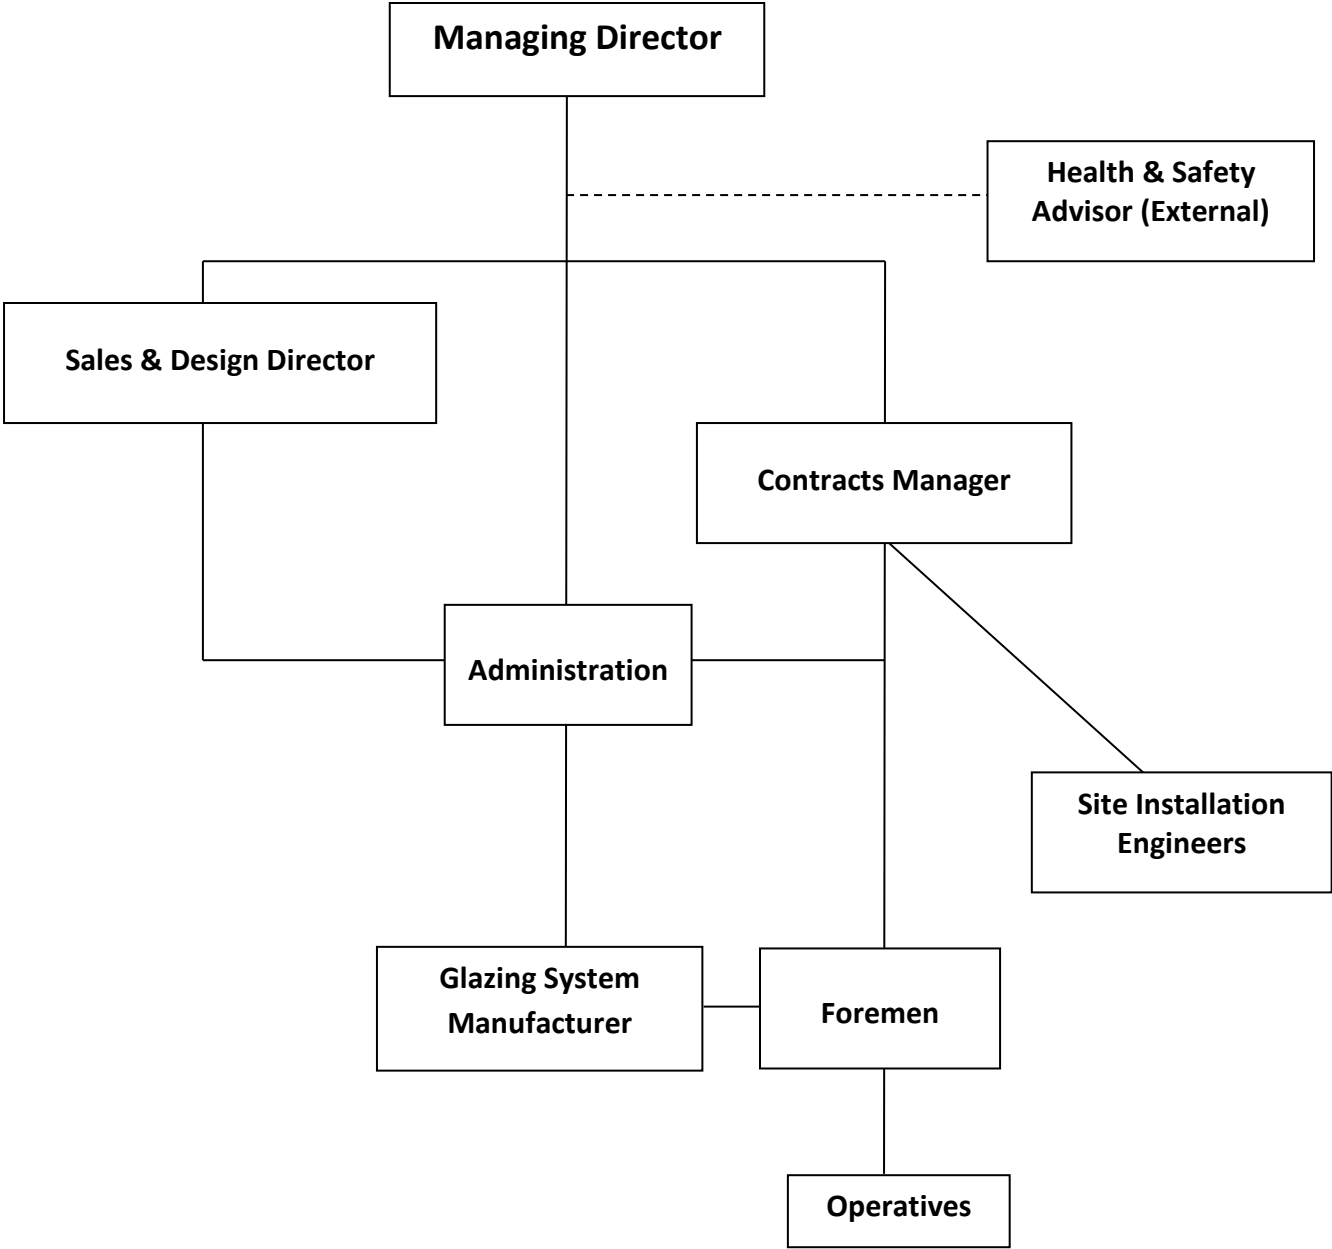 Managing Director
Health & Safety
Advisor (External)
Sales & Design Director
Contracts Manager
Administration
Site Installation
Engineers
Glazing System
Manufacturer
Foremen
Operatives